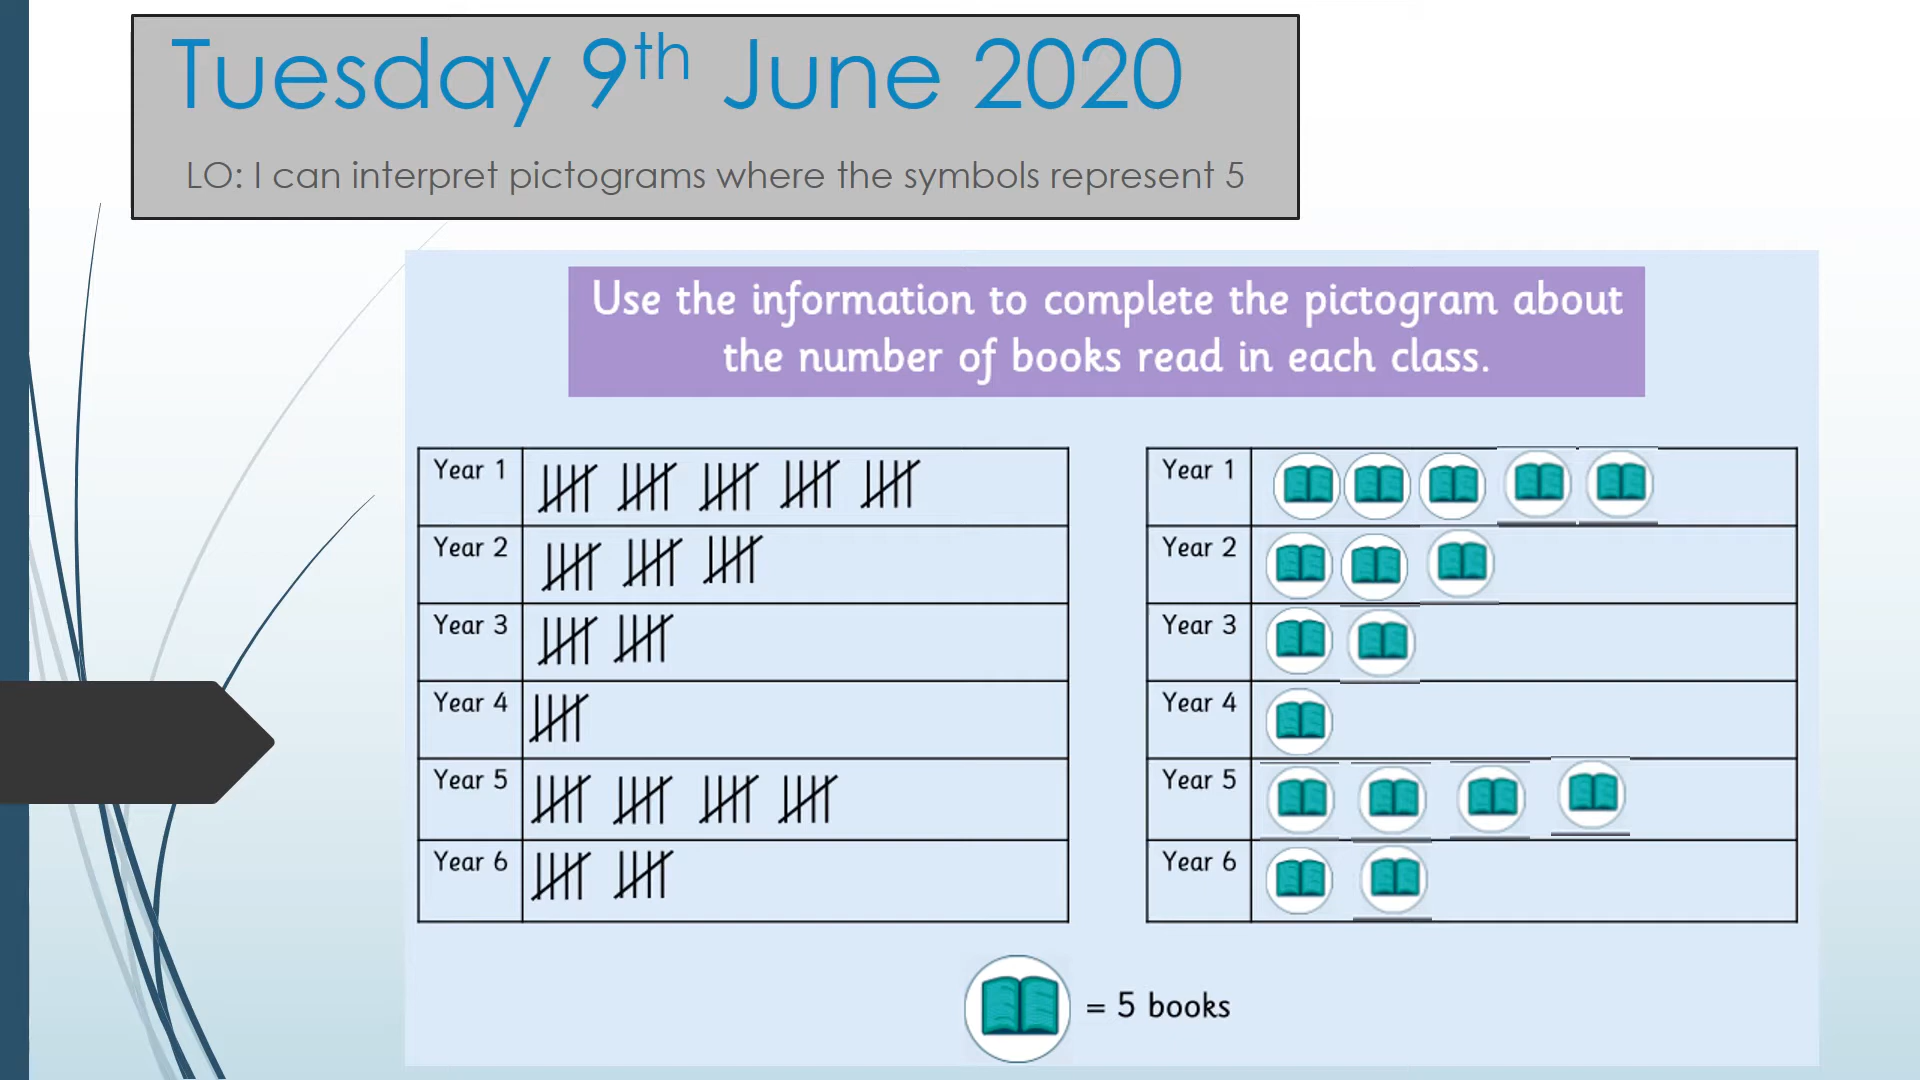 Tuesday 9th June 2020
LO: I can interpret pictograms where the symbols represent 5
Use the information to complete the pictogram about
the number of books read in each class.
Year 1
Year 2
Year 3
Year 4
Year 5
Year 6
Year 1
Year 2
Year 3
Year 4
Year 5
Year 6
= 5 books